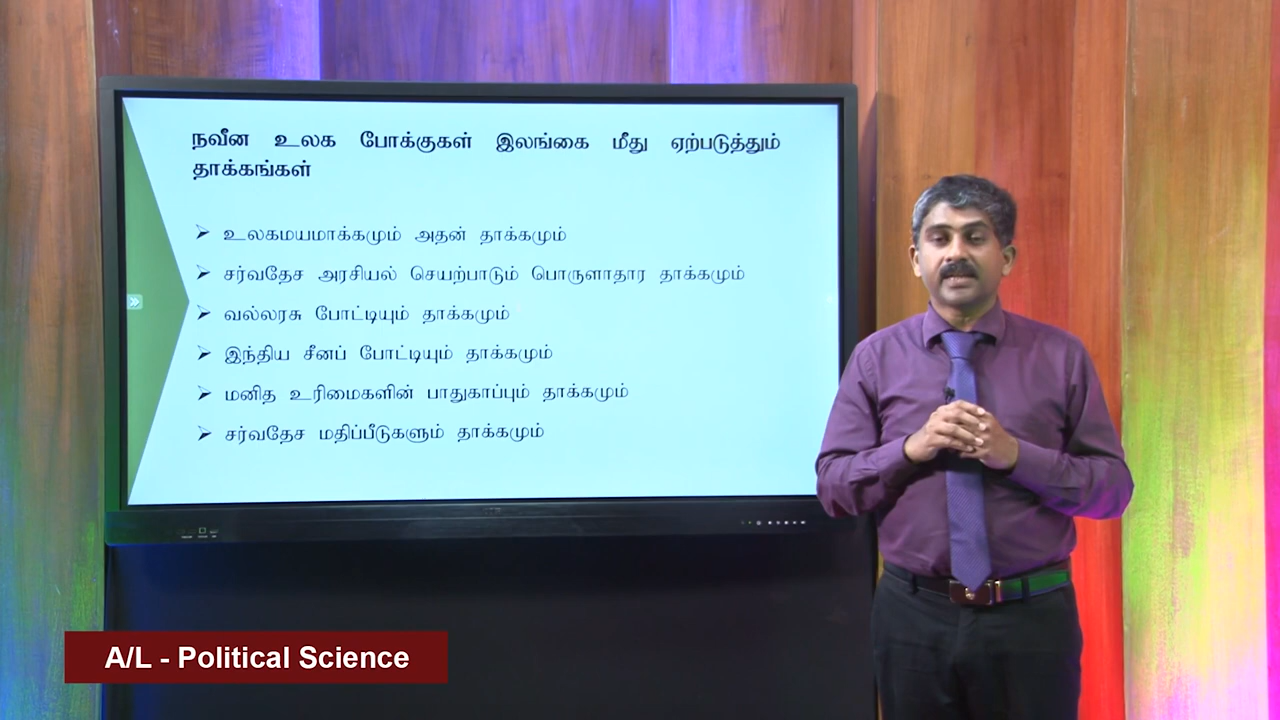 நவீன உலக போக்குகள் இலங்கை மீது ஏற்படுத்தும்
தாக்கங்கள்
உலகமயமாக்கமும் அதன் தாக்கமும்
சர்வதேச அரசியல் செயற்பாடும் பொருளாதார தாக்கமும்
வல்லரசு போட்டியும் தாக்கமும்
இந்திய சீனப் போட்டியும் தாக்கமும்
மனித உரிமைகளின் பாதுகாப்பும் தாக்கமும்
சர்வதேச மதிப்பீடுகளும் தாக்கமும்
A/L - Political Science